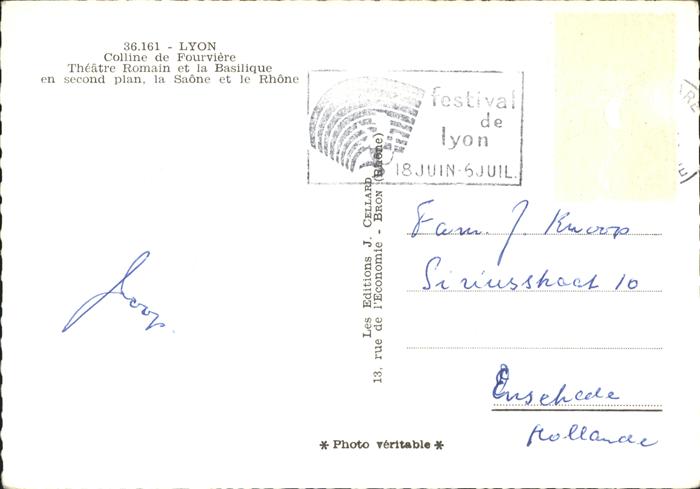 36.161 - LYON
Colline de Fourvière
Théâtre Romain et la Basilique
en second plan, la Saône et le Rhône
festival
de
lyon
18 JUIN-5 JUIL.
Les Editions J. CELLARD
13, rue de l'Economie - BRON (Rhône)
Fam. J. Knoop
Siriusstraat 10
Enschede
Hollande
Knoop.
* Photo véritable *